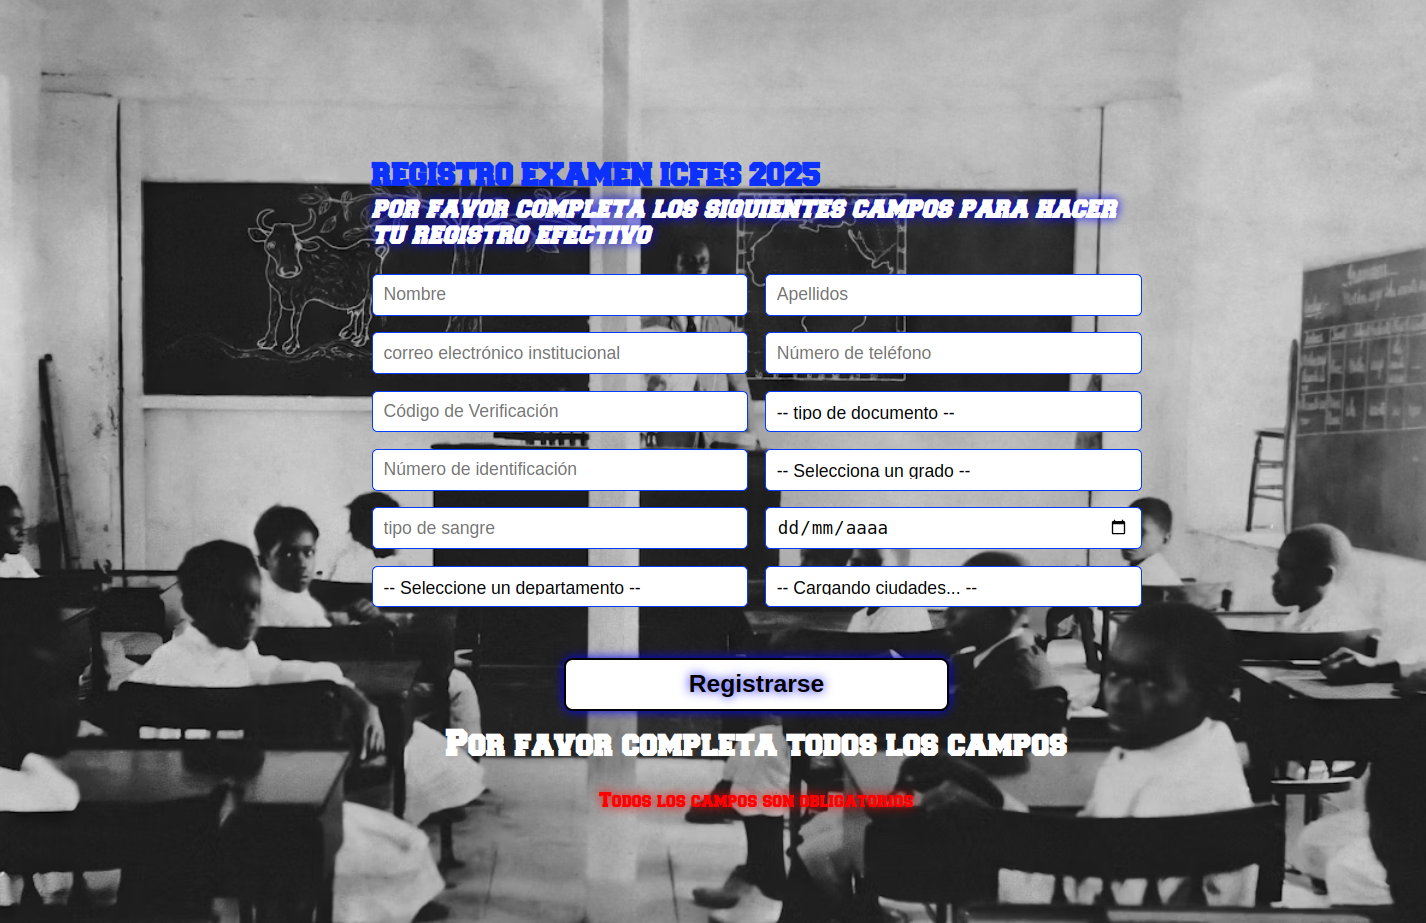 REGISTRO EXAMEN ICFES 2025
POR FAVOR COMPLETA LOS SIGUIENTES CAMPOS PARA HACER
TU REGISTRO EFECTIVO
Nombre
Apellidos
correo electrónico institucional
Número de teléfono
Código de Verificación
-- tipo de documento --
Número de identificación
-- Selecciona un grado --
tipo de sangre
dd/mm/aaaa
-- Seleccione un departamento --
-- Cargando ciudades... --
Registrarse
Por favor completa todos los campos
Todos los campos son obligatorios